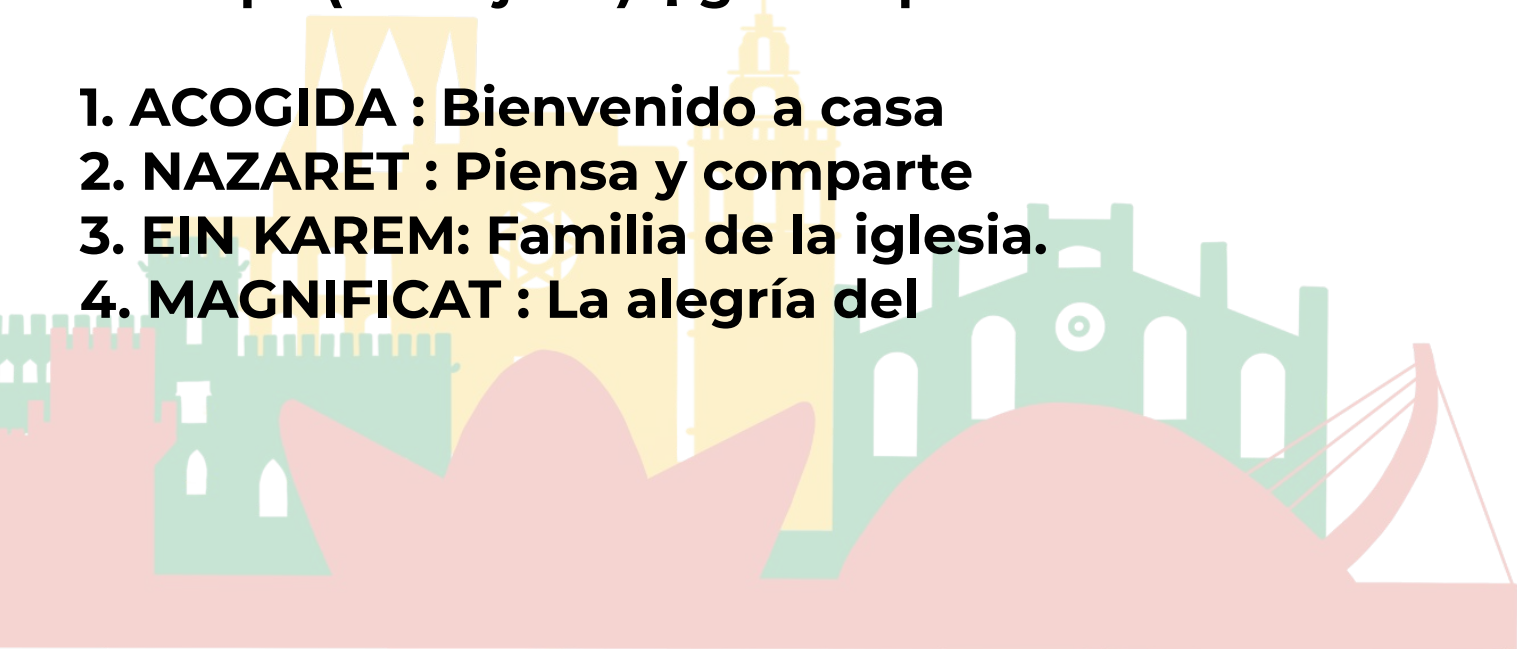 1. ACOGIDA : Bienvenido a casa
2. NAZARET : Piensa y comparte
3. EIN KAREM: Familia de la iglesia.
4. MAGNIFICAT : La alegría del